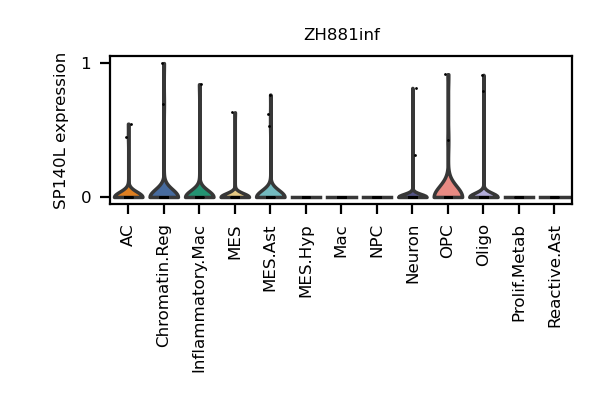 ZH881inf
SP140L expression
1
0
AC
Chromatin.Reg
Inflammatory.Mac
MES
MES.Ast
MES.Hyp
Mac
NPC
Neuron
OPC
Oligo
Prolif.Metab
Reactive.Ast